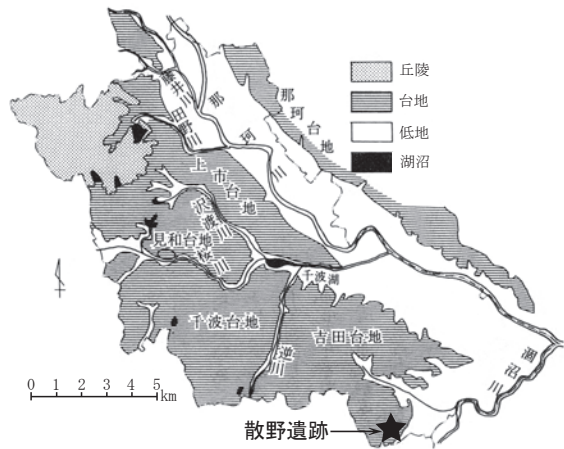 丘陵
台地
低地
湖沼
藤井川
田野川
那珂川
那珂台地
上市台地
沢渡川
見和台地
桜川
千波湖
千波台地
逆川
吉田台地
涸沼川
0 1 2 3 4 5
km
散野遺跡